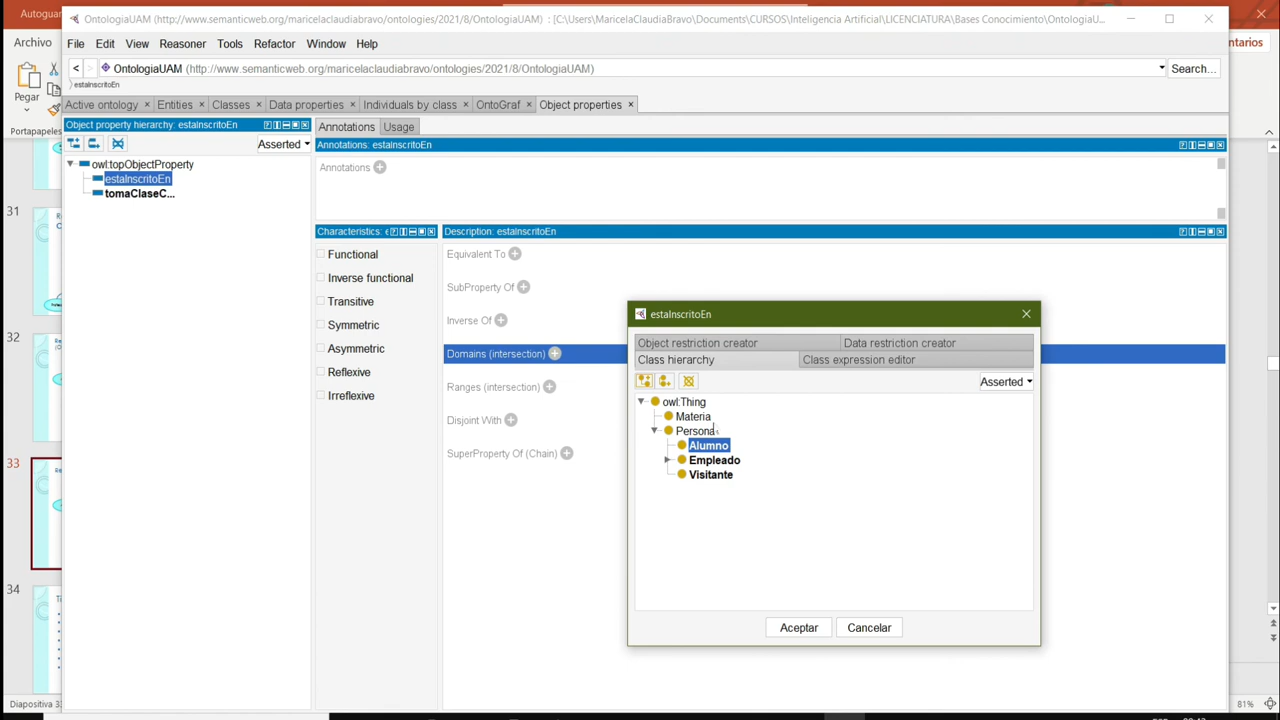 Autoguar
OntologiaUAM (http://www.semanticweb.org/maricelaclaudiabravo/ontologies/2021/8/OntologiaUAM) : [C:\Users\MaricelaClaudiaBravo\Documents\CURSOS\Inteligencia Artificial\LICENCIATURA\Bases Conocimiento\OntologiaU...
Archivo
File Edit View Reasoner Tools Refactor Window Help
entarios
< > OntologiaUAM (http://www.semanticweb.org/maricelaclaudiabravo/ontologies/2021/8/OntologiaUAM) Search...
Pegar
estaInscritoEn
Active ontology × Entities × Classes × Data properties × Individuals by class × OntoGraf × Object properties ×
Portapapeles
Object property hierarchy: estaInscritoEn
Asserted
owl:topObjectProperty
estaInscritoEn
tomaClaseC...
Annotations Usage
Annotations: estaInscritoEn
Annotations
Characteristics: e
Functional
Inverse functional
Transitive
Symmetric
Asymmetric
Reflexive
Irreflexive
Description: estaInscritoEn
Equivalent To
SubProperty Of
Inverse Of
Domains (intersection)
Ranges (intersection)
Disjoint With
SuperProperty Of (Chain)
estaInscritoEn
Object restriction creator Data restriction creator
Class hierarchy Class expression editor
Asserted
owl:Thing
Materia
Persona
Alumno
Empleado
Visitante
Aceptar Cancelar
31
32
33
34
Diapositiva 33
81%